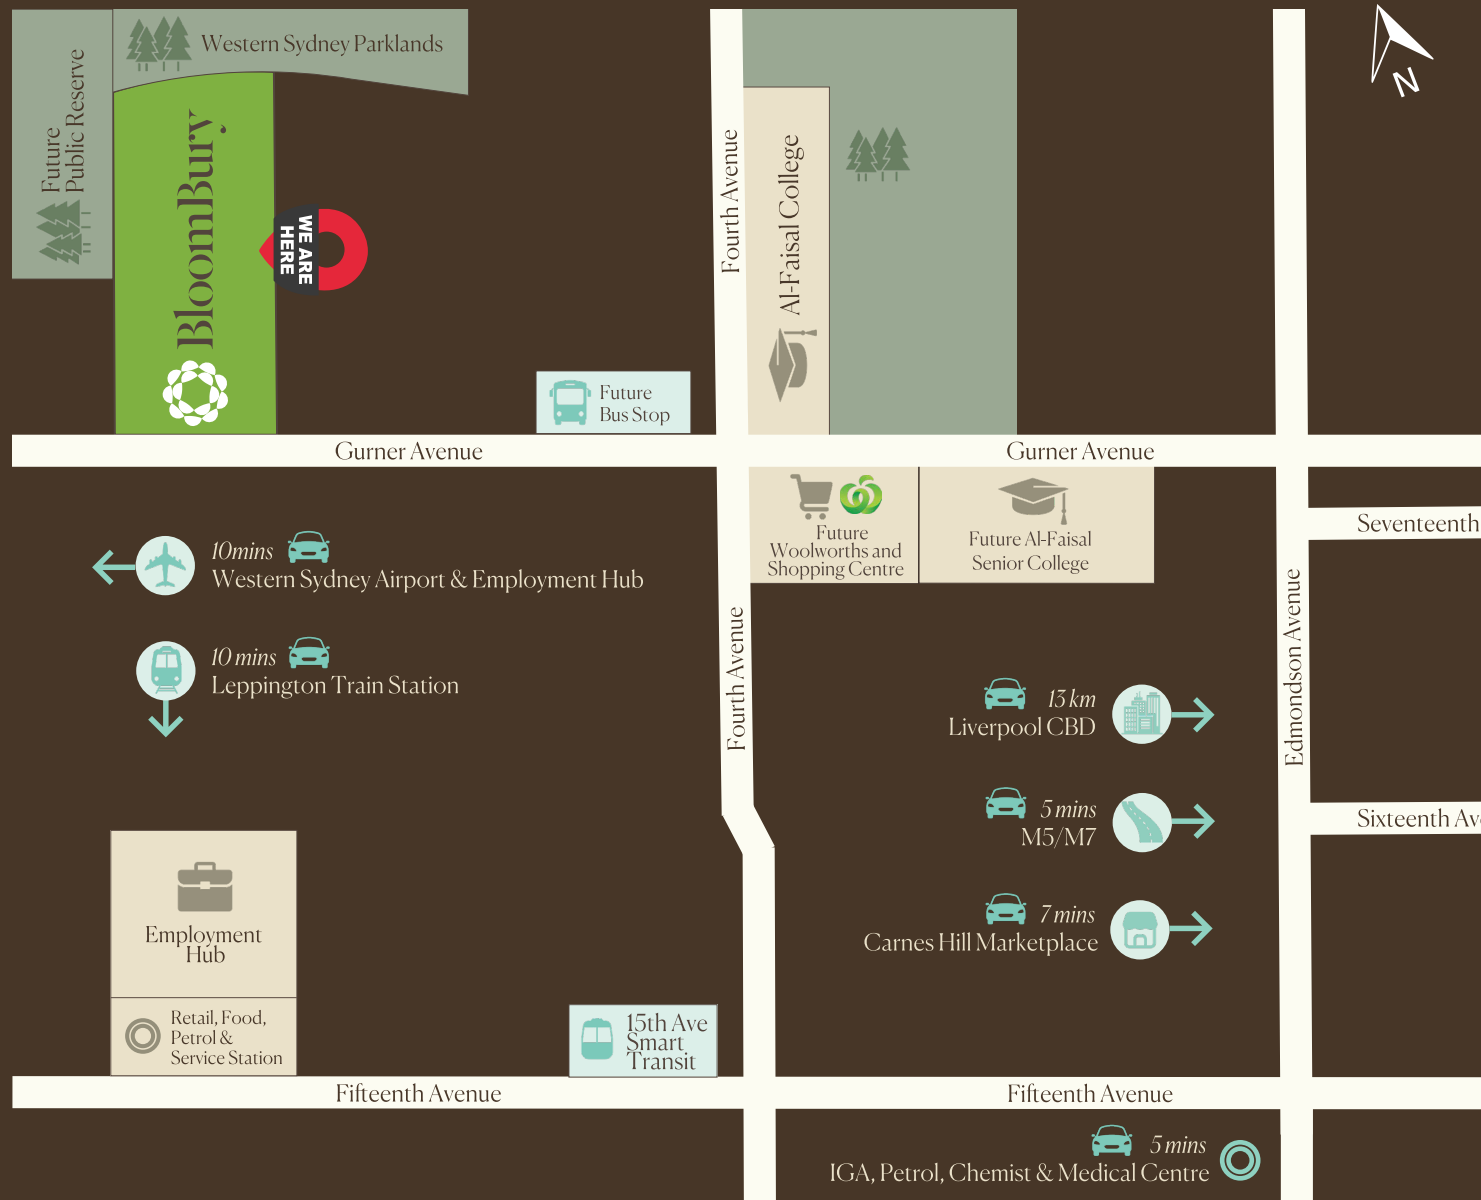 Western Sydney Parklands
Future
Public Reserve
BloomBury
WE ARE
HERE
Fourth Avenue
Al-Faisal College
N
Future
Bus Stop
Gurner Avenue
Gurner Avenue
Future
Woolworths and
Shopping Centre
Future Al-Faisal
Senior College
Seventeenth
10mins
Western Sydney Airport & Employment Hub
10 mins
Leppington Train Station
Fourth Avenue
Edmondson Avenue
13 km
Liverpool CBD
5 mins
M5/M7
Sixteenth Av
7 mins
Carnes Hill Marketplace
Employment
Hub
Retail, Food,
Petrol &
Service Station
15th Ave
Smart
Transit
Fifteenth Avenue
Fifteenth Avenue
5 mins
IGA, Petrol, Chemist & Medical Centre